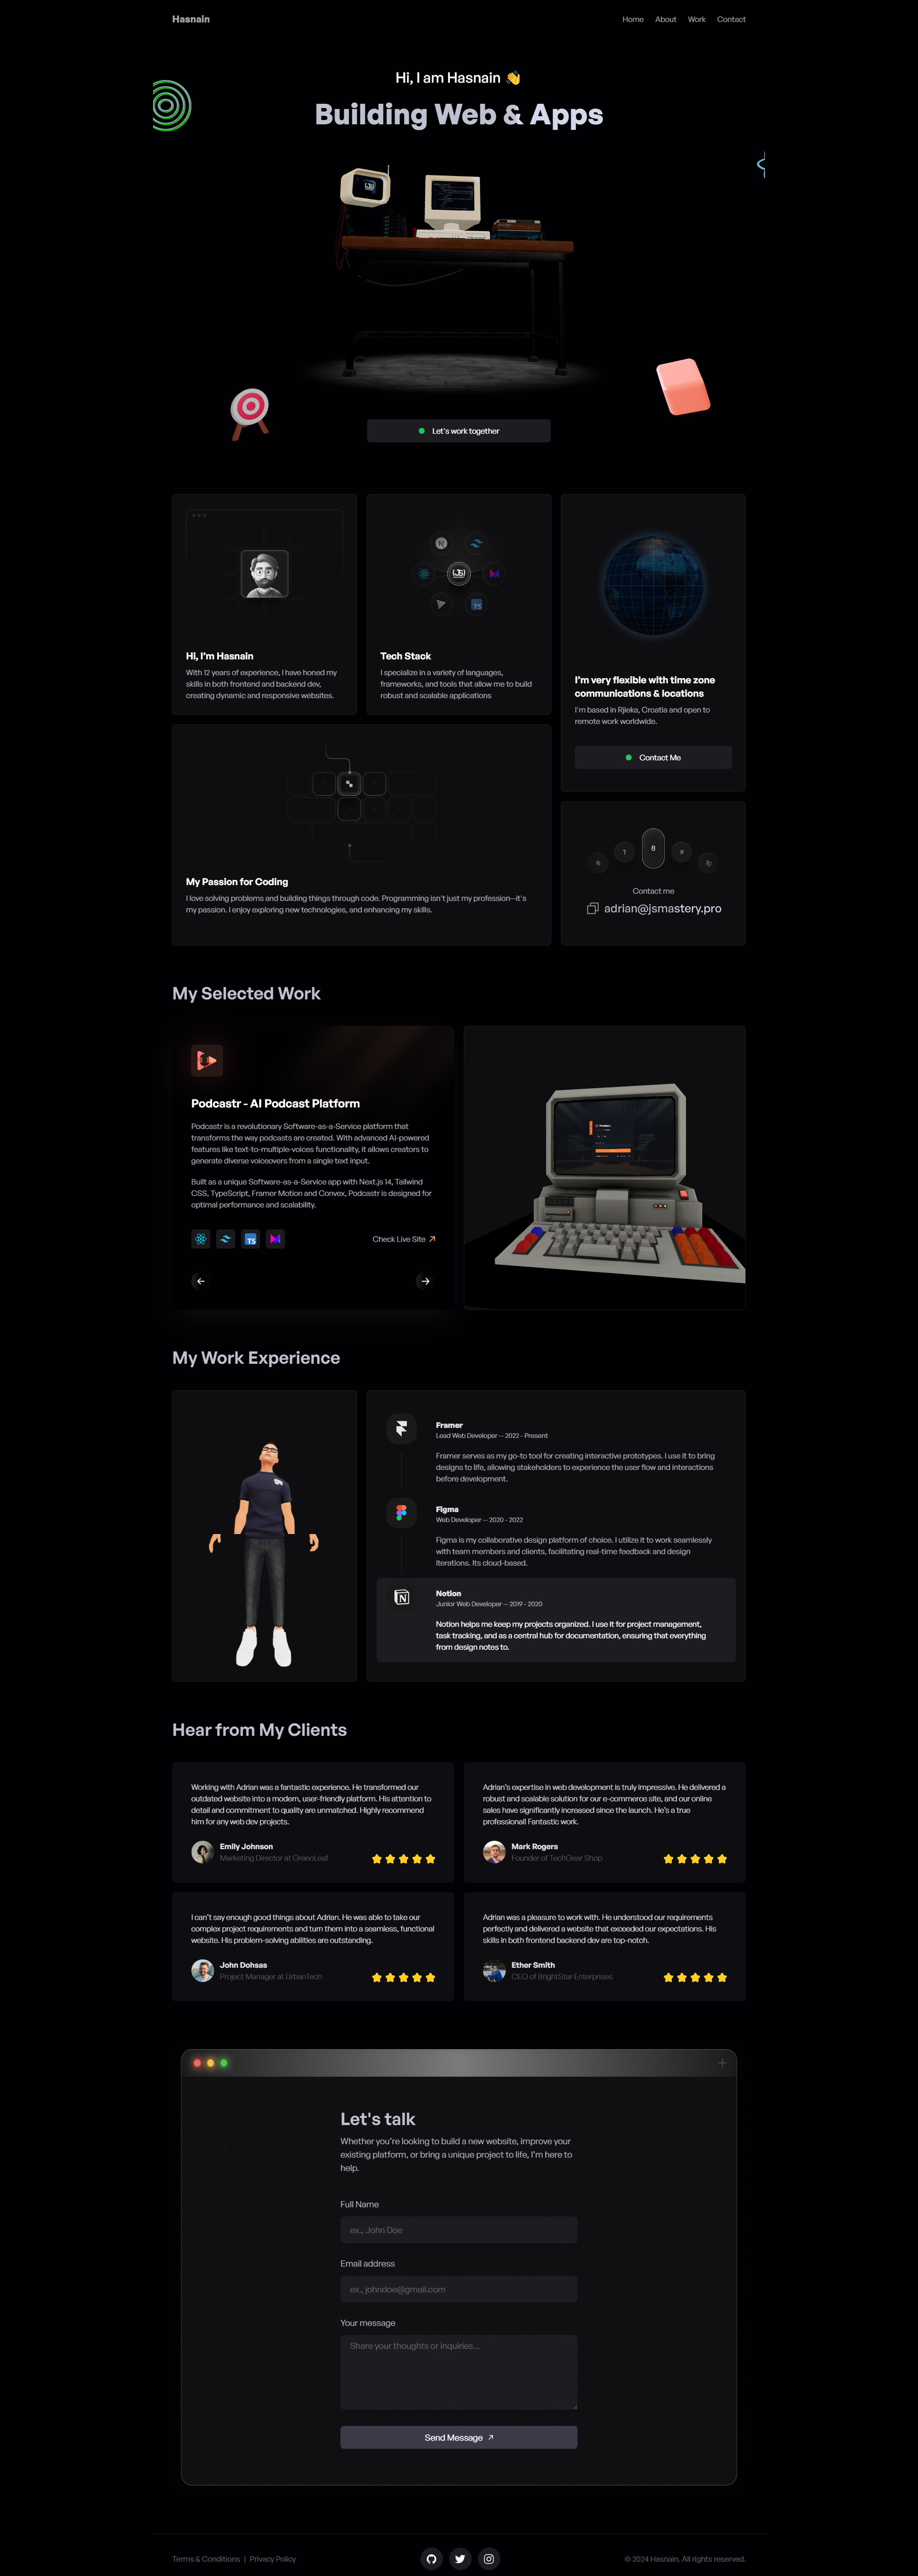 Hasnain
Home About Work Contact
Hi, I am Hasnain 👋
Building Web & Apps
Let's work together
Hi, I'm Hasnain
With 12 years of experience, I have honed my
skills in both frontend and backend dev,
creating dynamic and responsive websites.
Tech Stack
I specialize in a variety of languages,
frameworks, and tools that allow me to build
robust and scalable applications
I'm very flexible with time zone
communications & locations
I'm based in Rjieka, Croatia and open to
remote work worldwide.
Contact Me
My Passion for Coding
I love solving problems and building things through code. Programming isn't just my profession—it's
my passion. I enjoy exploring new technologies, and enhancing my skills.
Contact me
adrian@jsmastery.pro
My Selected Work
Podcastr - AI Podcast Platform
Podcastr is a revolutionary Software-as-a-Service platform that
transforms the way podcasts are created. With advanced AI-powered
features like text-to-multiple-voices functionality, it allows creators to
generate diverse voiceovers from a single text input.
Built as a unique Software-as-a-Service app with Next.js 14, Tailwind
CSS, TypeScript, Framer Motion and Convex, Podcastr is designed for
optimal performance and scalability.
TS
Check Live Site
My Work Experience
Framer
Lead Web Developer -- 2022 - Present
Framer serves as my go-to tool for creating interactive prototypes. I use it to bring
designs to life, allowing stakeholders to experience the user flow and interactions
before development.
Figma
Web Developer -- 2020 - 2022
Figma is my collaborative design platform of choice. I utilize it to work seamlessly
with team members and clients, facilitating real-time feedback and design
iterations. Its cloud-based.
Notion
Junior Web Developer -- 2019 - 2020
Notion helps me keep my projects organized. I use it for project management,
task tracking, and as a central hub for documentation, ensuring that everything
from design notes to.
Hear from My Clients
Working with Adrian was a fantastic experience. He transformed our
outdated website into a modern, user-friendly platform. His attention to
detail and commitment to quality are unmatched. Highly recommend
him for any web dev projects.
Emily Johnson
Marketing Director at GreenLeaf
Adrian's expertise in web development is truly impressive. He delivered a
robust and scalable solution for our e-commerce site, and our online
sales have significantly increased since the launch. He's a true
professional! Fantastic work.
Mark Rogers
Founder of TechGear Shop
I can't say enough good things about Adrian. He was able to take our
complex project requirements and turn them into a seamless, functional
website. His problem-solving abilities are outstanding.
John Dohsas
Project Manager at UrbanTech
Adrian was a pleasure to work with. He understood our requirements
perfectly and delivered a website that exceeded our expectations. His
skills in both frontend backend dev are top-notch.
Ether Smith
CEO of BrightStar Enterprises
Let's talk
Whether you're looking to build a new website, improve your
existing platform, or bring a unique project to life, I'm here to
help.
Full Name
ex., John Doe
Email address
ex., johndoe@gmail.com
Your message
Share your thoughts or inquiries...
Send Message
Terms & Conditions | Privacy Policy
© 2024 Hasnain. All rights reserved.